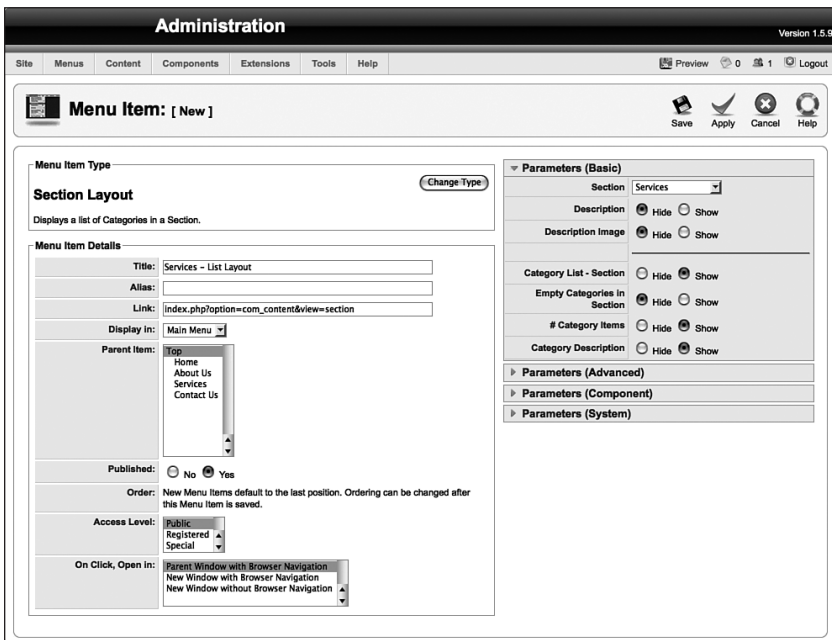 Administration
Version 1.5.9
Site Menus Content Components Extensions Tools Help Preview 0 1 Logout
Menu Item: [ New ]
Save Apply Cancel Help
Menu Item Type
Change Type
Section Layout
Displays a list of Categories in a Section.
Menu Item Details
Title: Services – List Layout
Alias:
Link: index.php?option=com_content&view=section
Display in: Main Menu
Parent Item: Top
Home
About Us
Services
Contact Us
Published: No Yes
Order: New Menu Items default to the last position. Ordering can be changed after
this Menu Item is saved.
Access Level: Public
Registered
Special
On Click, Open in: Parent Window with Browser Navigation
New Window with Browser Navigation
New Window without Browser Navigation
Parameters (Basic)
Section Services
Description Hide Show
Description Image Hide Show
Category List - Section Hide Show
Empty Categories in
Section Hide Show
# Category Items Hide Show
Category Description Hide Show
Parameters (Advanced)
Parameters (Component)
Parameters (System)